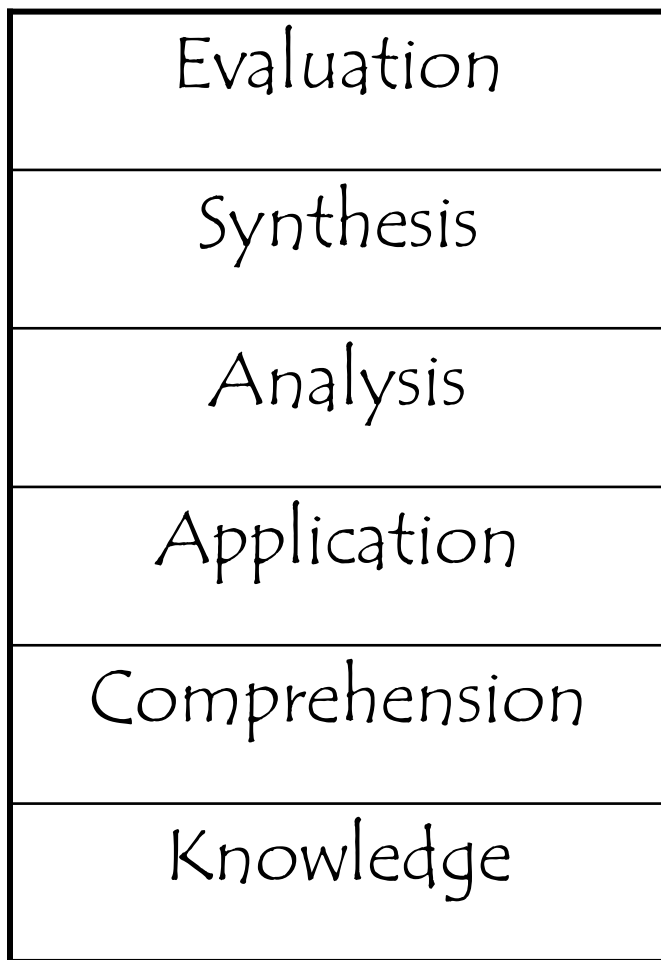 Evaluation
Synthesis
Analysis
Application
Comprehension
Knowledge